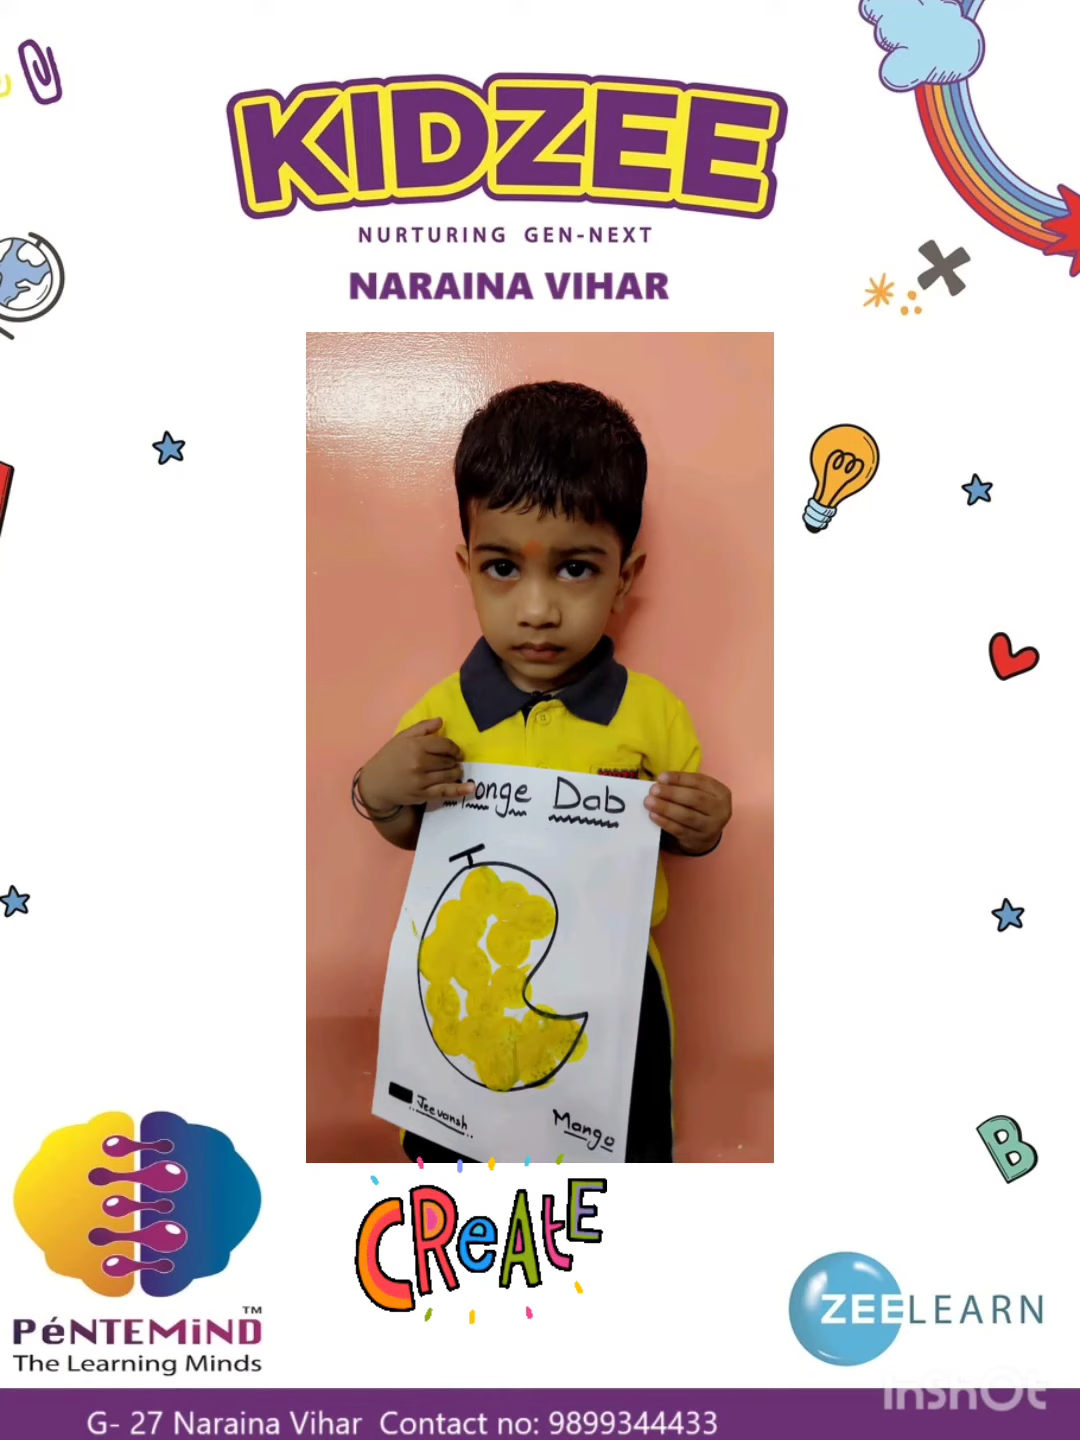 KIDZEE
NURTURING GEN-NEXT
NARAINA VIHAR
Sponge Dab
Jeevansh
Mango
CREATE
PéNTEMiND™
The Learning Minds
ZEELEARN
InShOt
G- 27 Naraina Vihar Contact no: 9899344433
B